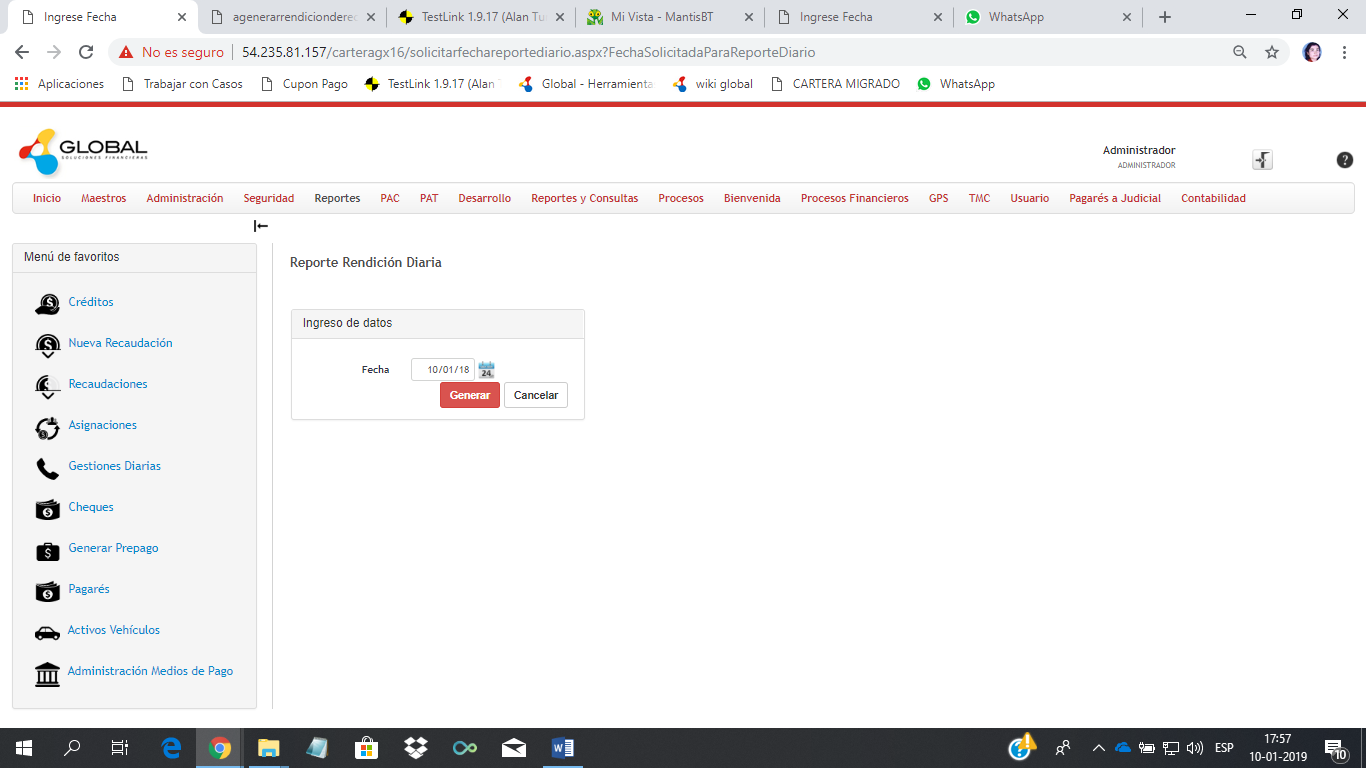 Ingrese Fecha
agenerarrendicionderec
TestLink 1.9.17 (Alan Tu
Mi Vista - MantisBT
Ingrese Fecha
WhatsApp
No es seguro
54.235.81.157/carteragx16/solicitarfechareportediario.aspx?FechaSolicitadaParaReporteDiario
Aplicaciones
Trabajar con Casos
Cupon Pago
TestLink 1.9.17 (Alan
Global - Herramienta
wiki global
CARTERA MIGRADO
WhatsApp
GLOBAL
SOLUCIONES FINANCIERAS
Administrador
ADMINISTRADOR
Inicio
Maestros
Administración
Seguridad
Reportes
PAC
PAT
Desarrollo
Reportes y Consultas
Procesos
Bienvenida
Procesos Financieros
GPS
TMC
Usuario
Pagarés a Judicial
Contabilidad
Menú de favoritos
Créditos
Nueva Recaudación
Recaudaciones
Asignaciones
Gestiones Diarias
Cheques
Generar Prepago
Pagarés
Activos Vehículos
Administración Medios de Pago
Reporte Rendición Diaria
Ingreso de datos
Fecha
10/01/18
24
Generar
Cancelar
ESP
17:57
10-01-2019
10